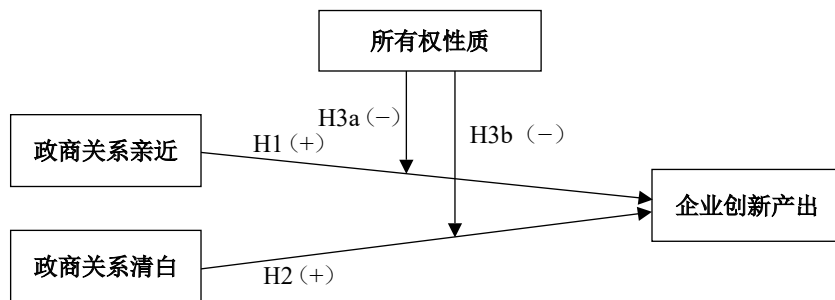 所有权性质
H3a（−）
H3b （−）
政商关系亲近
H1（+）
企业创新产出
政商关系清白
H2（+）